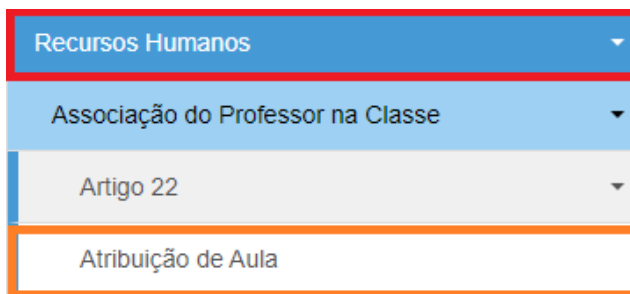 Recursos Humanos
Associação do Professor na Classe
Artigo 22
Atribuição de Aula